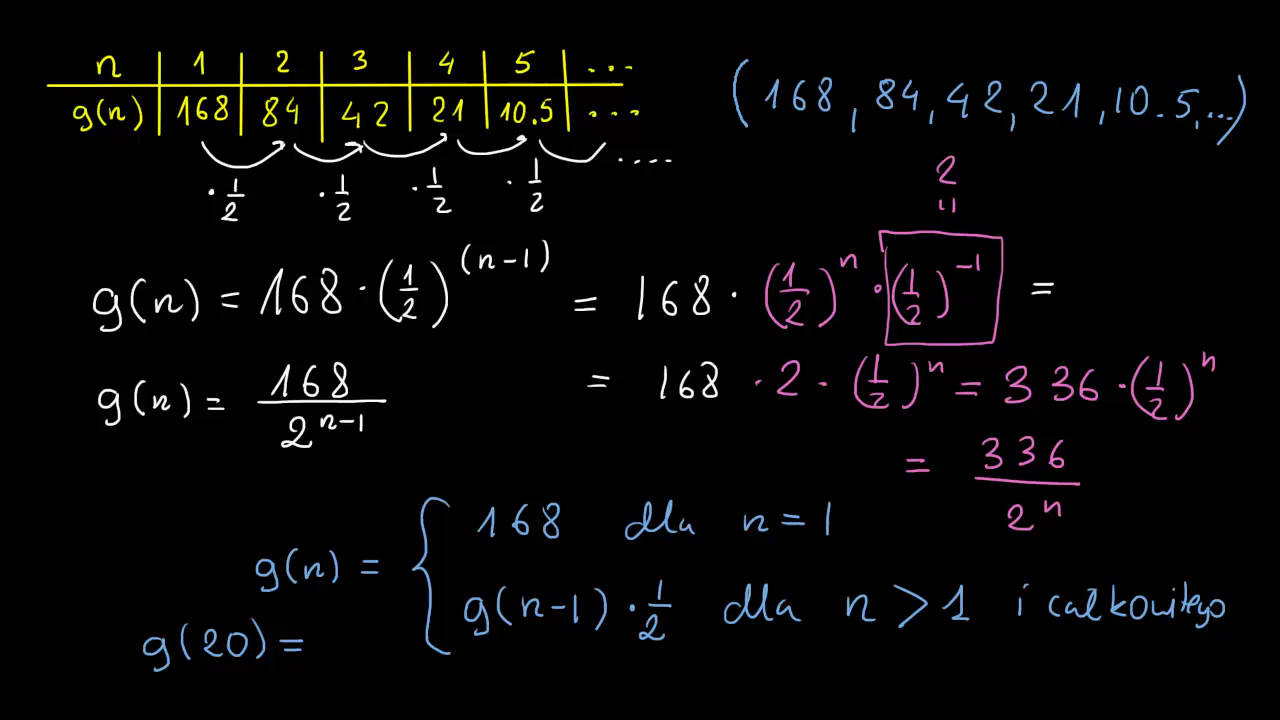 n | 1 | 2 | 3 | 4 | 5 | ...
g(n) | 168 | 84 | 42 | 21 | 10.5 | ...
(168, 84, 42, 21, 10.5, ...)
· 1/2 · 1/2 · 1/2 · 1/2 ....
2
=
g(n) = 168 · (1/2)^(n-1) = 168 · (1/2)^n · (1/2)^-1 =
= 168 · 2 · (1/2)^n = 336 · (1/2)^n
g(n) = 168 / 2^n-1
= 336 / 2^n
g(n) = { 168 dla n = 1
g(n-1) · 1/2 dla n > 1 i całkowitego
g(20) =